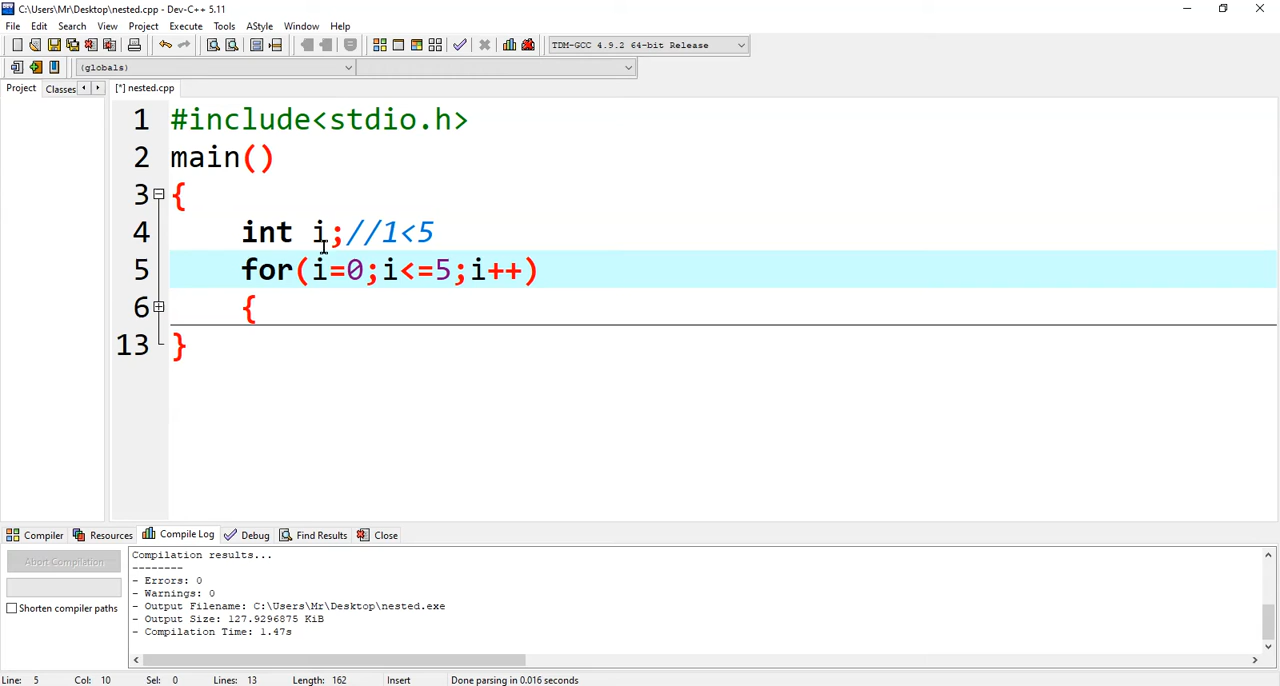 C:\Users\Mr\Desktop\nested.cpp - Dev-C++ 5.11
File Edit Search View Project Execute Tools AStyle Window Help
TDM-GCC 4.9.2 64-bit Release
(globals)
Project Classes [*] nested.cpp
1 #include<stdio.h>
2 main()
3 {
4 int i;//1<5
5 for(i=0;i<=5;i++)
6 {
13 }
Compiler Resources Compile Log Debug Find Results Close
Abort Compilation
Shorten compiler paths
Compilation results...
--------
- Errors: 0
- Warnings: 0
- Output Filename: C:\Users\Mr\Desktop\nested.exe
- Output Size: 127.9296875 KiB
- Compilation Time: 1.47s
Line: 5 Col: 10 Sel: 0 Lines: 13 Length: 162 Insert Done parsing in 0.016 seconds